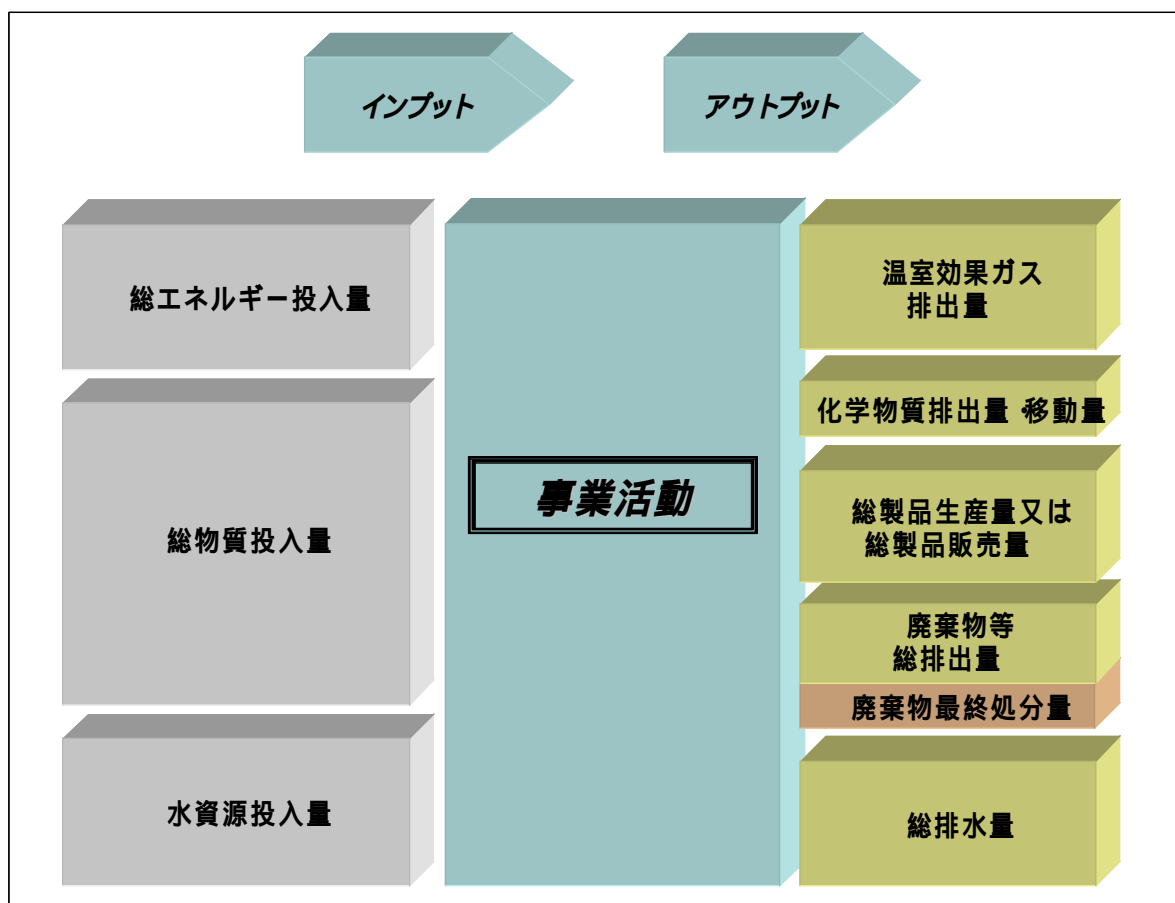 インプット
アウトプット
総エネルギー投入量
総物質投入量
水資源投入量
事業活動
温室効果ガス
排出量
化学物質排出量・移動量
総製品生産量又は
総製品販売量
廃棄物等
総排出量
廃棄物最終処分量
総排水量